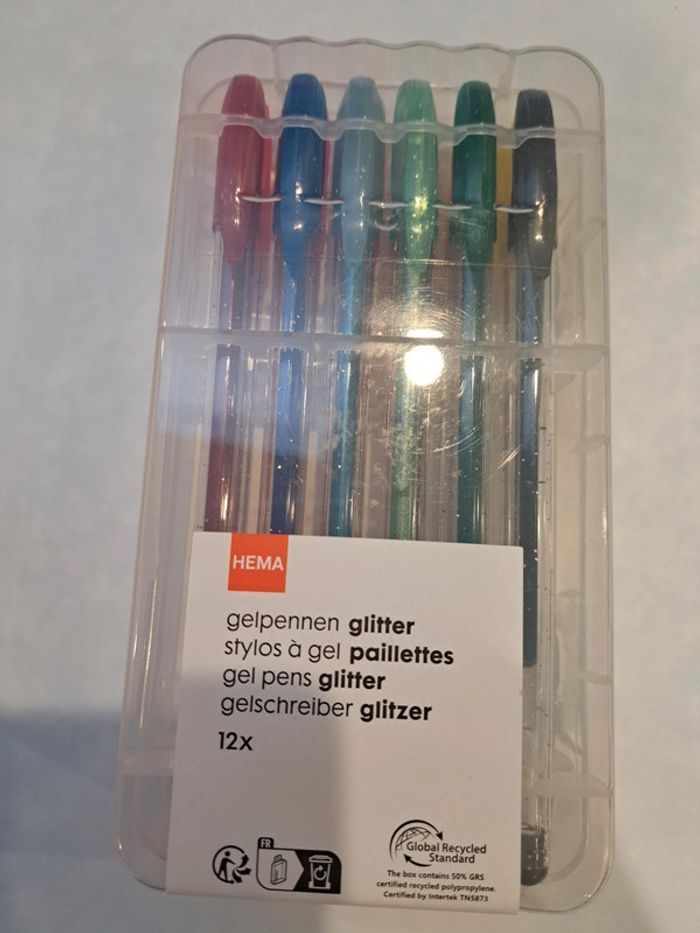 HEMA
gelpennen glitter
stylos à gel paillettes
gel pens glitter
gelschreiber glitzer
12x
FR
Global Recycled
Standard
The box contains 50% GRS
certified recycled polypropylene.
Certified by Intertek TN5873